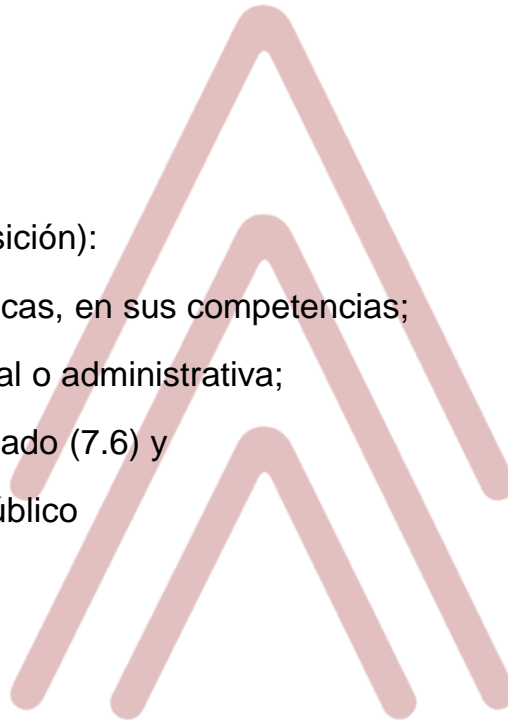 sición):
cas, en sus competencias;
al o administrativa;
ado (7.6) y
úblico